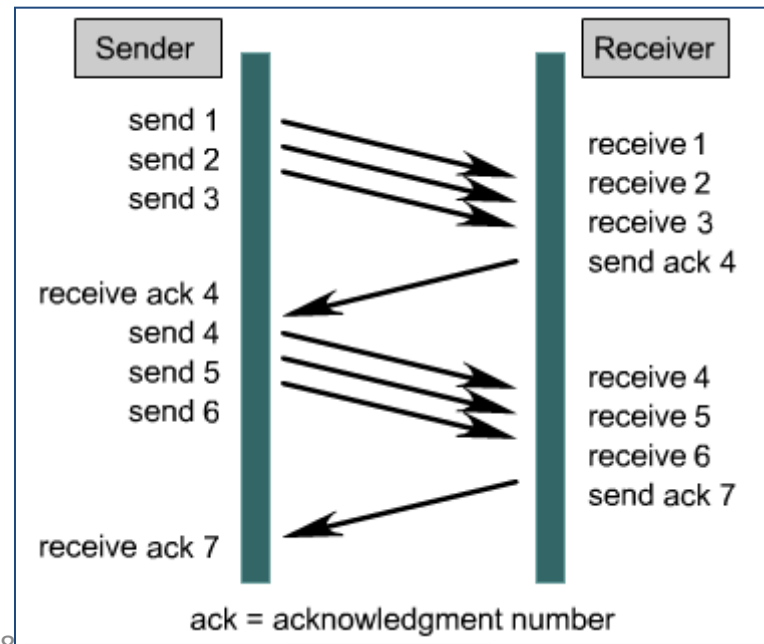 Sender
Receiver
send 1
send 2
send 3
receive 1
receive 2
receive 3
send ack 4
receive ack 4
send 4
send 5
send 6
receive 4
receive 5
receive 6
send ack 7
receive ack 7
ack = acknowledgment number